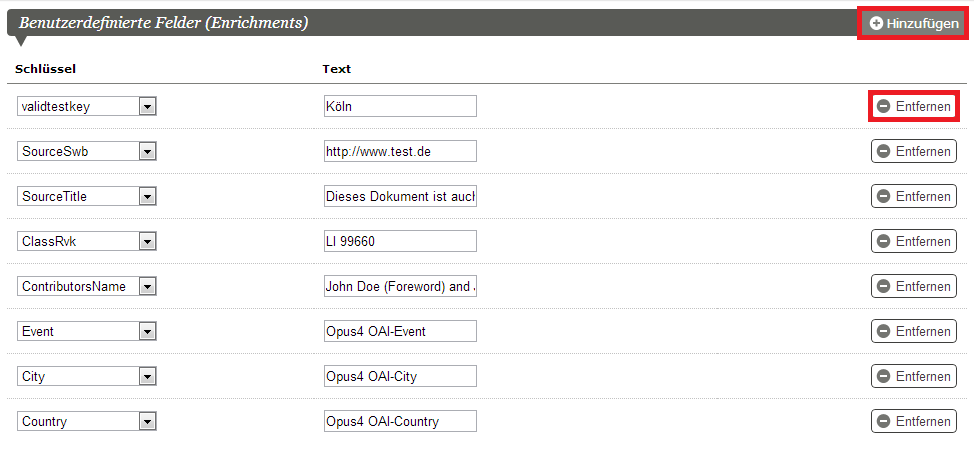 Benutzerdefinierte Felder (Enrichments) Hinzufügen
Schlüssel Text
validtestkey Köln Entfernen
SourceSwb http://www.test.de Entfernen
SourceTitle Dieses Dokument ist auch Entfernen
ClassRvk LI 99660 Entfernen
ContributorsName John Doe (Foreword) and Entfernen
Event Opus4 OAI-Event Entfernen
City Opus4 OAI-City Entfernen
Country Opus4 OAI-Country Entfernen